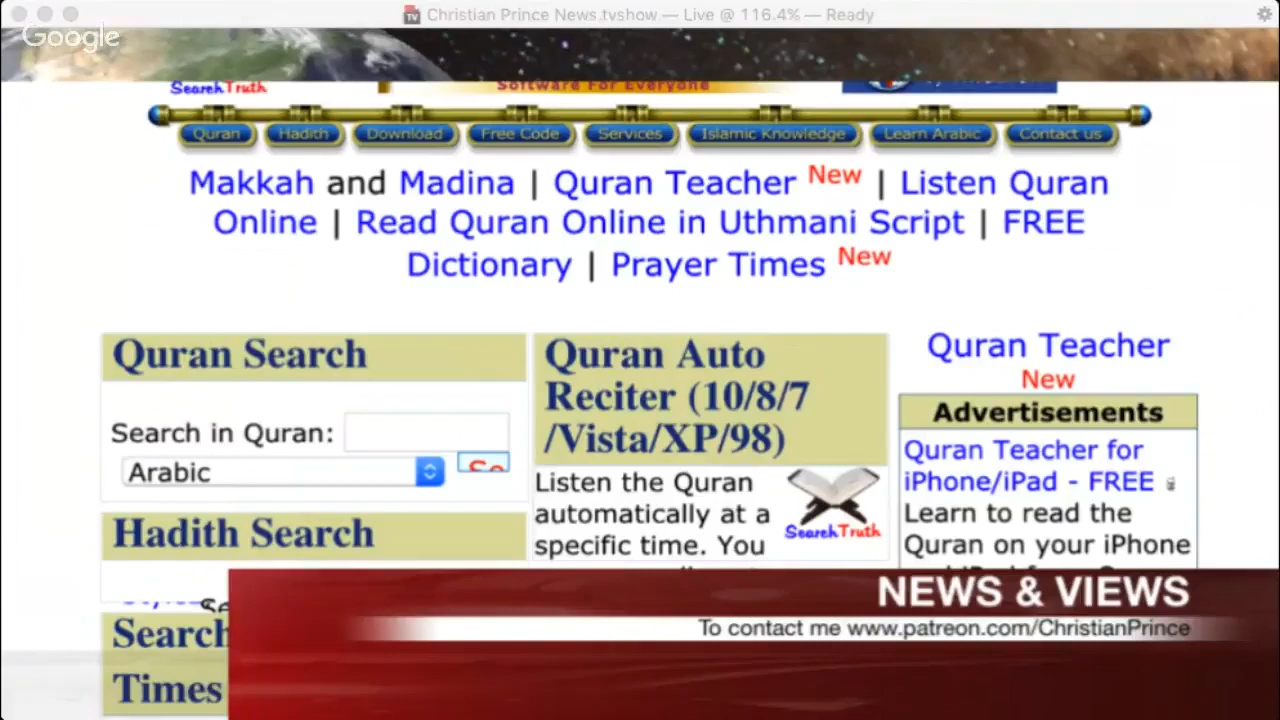 Christian Prince News.tvshow — Live @ 116.4% — Ready
Google
SearchTruth
Software For Everyone
Quran
Hadith
Download
Free Code
Services
Islamic Knowledge
Learn Arabic
Contact us
Makkah and Madina | Quran Teacher New | Listen Quran
Online | Read Quran Online in Uthmani Script | FREE
Dictionary | Prayer Times New
Quran Search
Search in Quran:
Arabic
Hadith Search
Search
Times
Quran Auto
Reciter (10/8/7
/Vista/XP/98)
Listen the Quran
automatically at a
specific time. You
SearchTruth
Quran Teacher
New
Advertisements
Quran Teacher for
iPhone/iPad - FREE
Learn to read the
Quran on your iPhone
NEWS & VIEWS
To contact me www.patreon.com/ChristianPrince